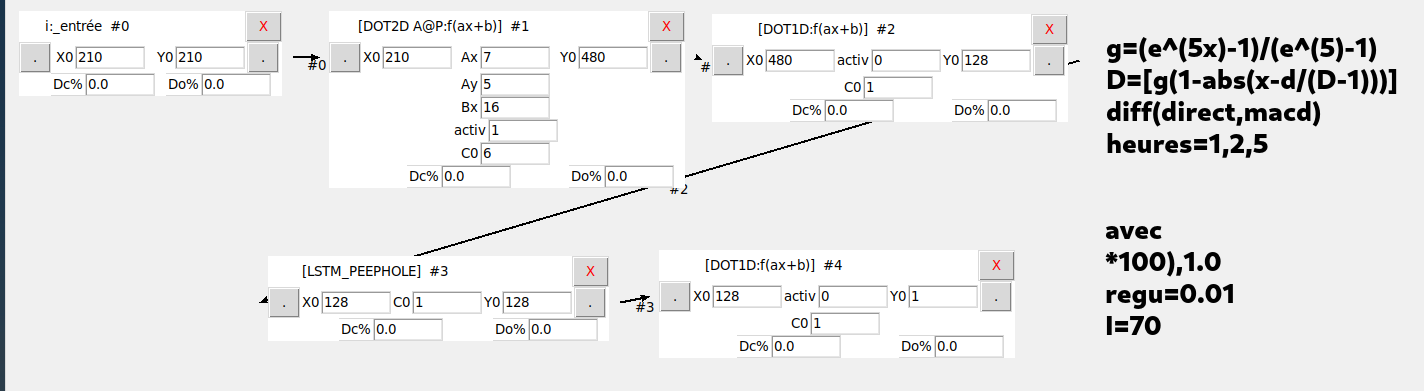 i:_entrée #0 X
. X0 210 Y0 210 .
Dc% 0.0 Do% 0.0
#0
[DOT2D A@P:f(ax+b)] #1 X
. X0 210 Ax 7 Y0 480 .
Ay 5
Bx 16
activ 1
C0 6
Dc% 0.0 Do% 0.0
#
[DOT1D:f(ax+b)] #2 X
. X0 480 activ 0 Y0 128 .
C0 1
Dc% 0.0 Do% 0.0
#2
[LSTM_PEEPHOLE] #3 X
. X0 128 C0 1 Y0 128 .
Dc% 0.0 Do% 0.0
#3
[DOT1D:f(ax+b)] #4 X
. X0 128 activ 0 Y0 1 .
C0 1
Dc% 0.0 Do% 0.0
g=(e^(5x)-1)/(e^(5)-1)
D=[g(1-abs(x-d/(D-1)))]
diff(direct,macd)
heures=1,2,5
avec
*100),1.0
regu=0.01
I=70